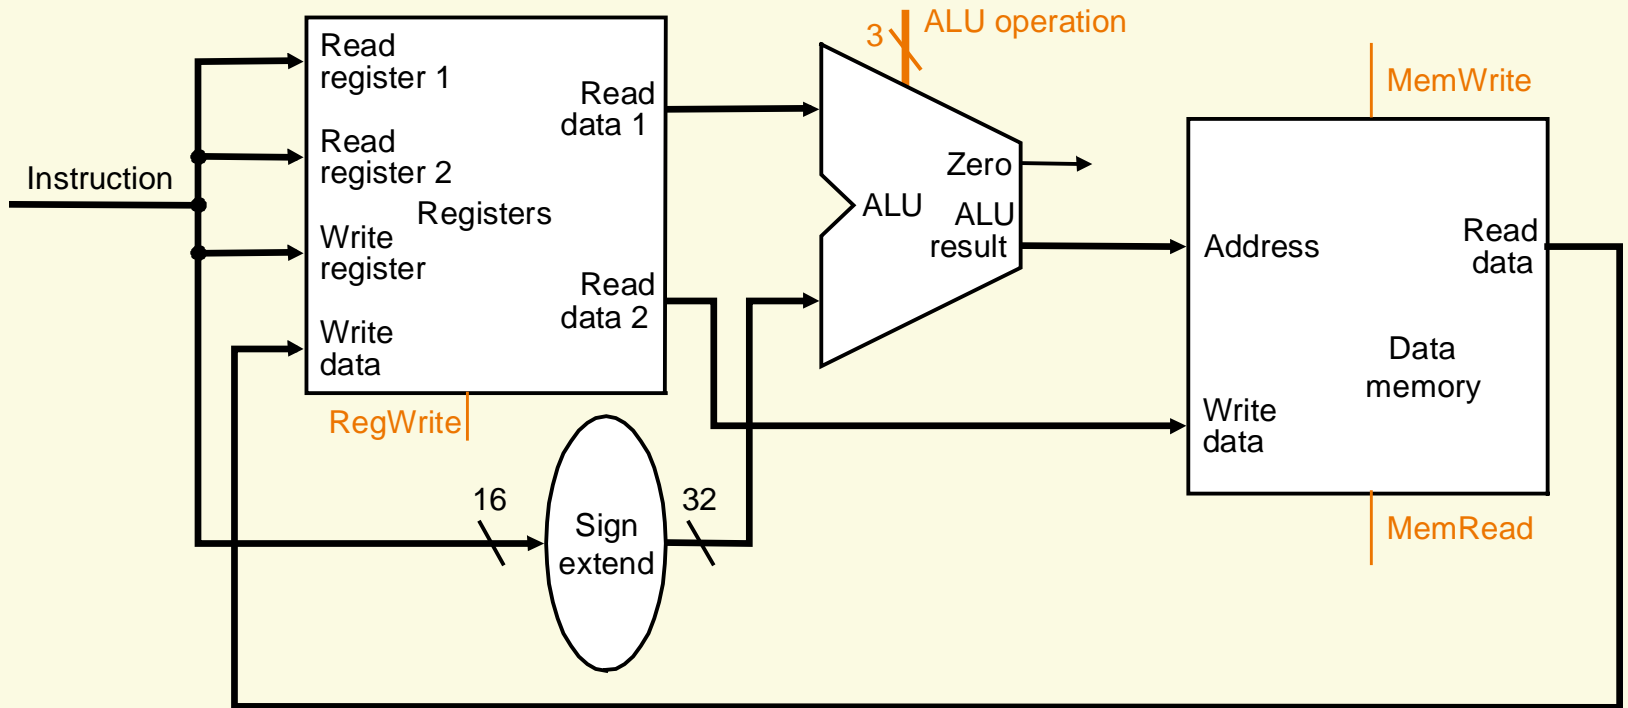 Instruction
Read
register 1
Read
register 2
Registers
Write
register
Write
data
Read
data 1
Read
data 2
RegWrite
16
Sign
extend
32
3
ALU operation
Zero
ALU
ALU
result
MemWrite
Address
Read
data
Data
memory
Write
data
MemRead